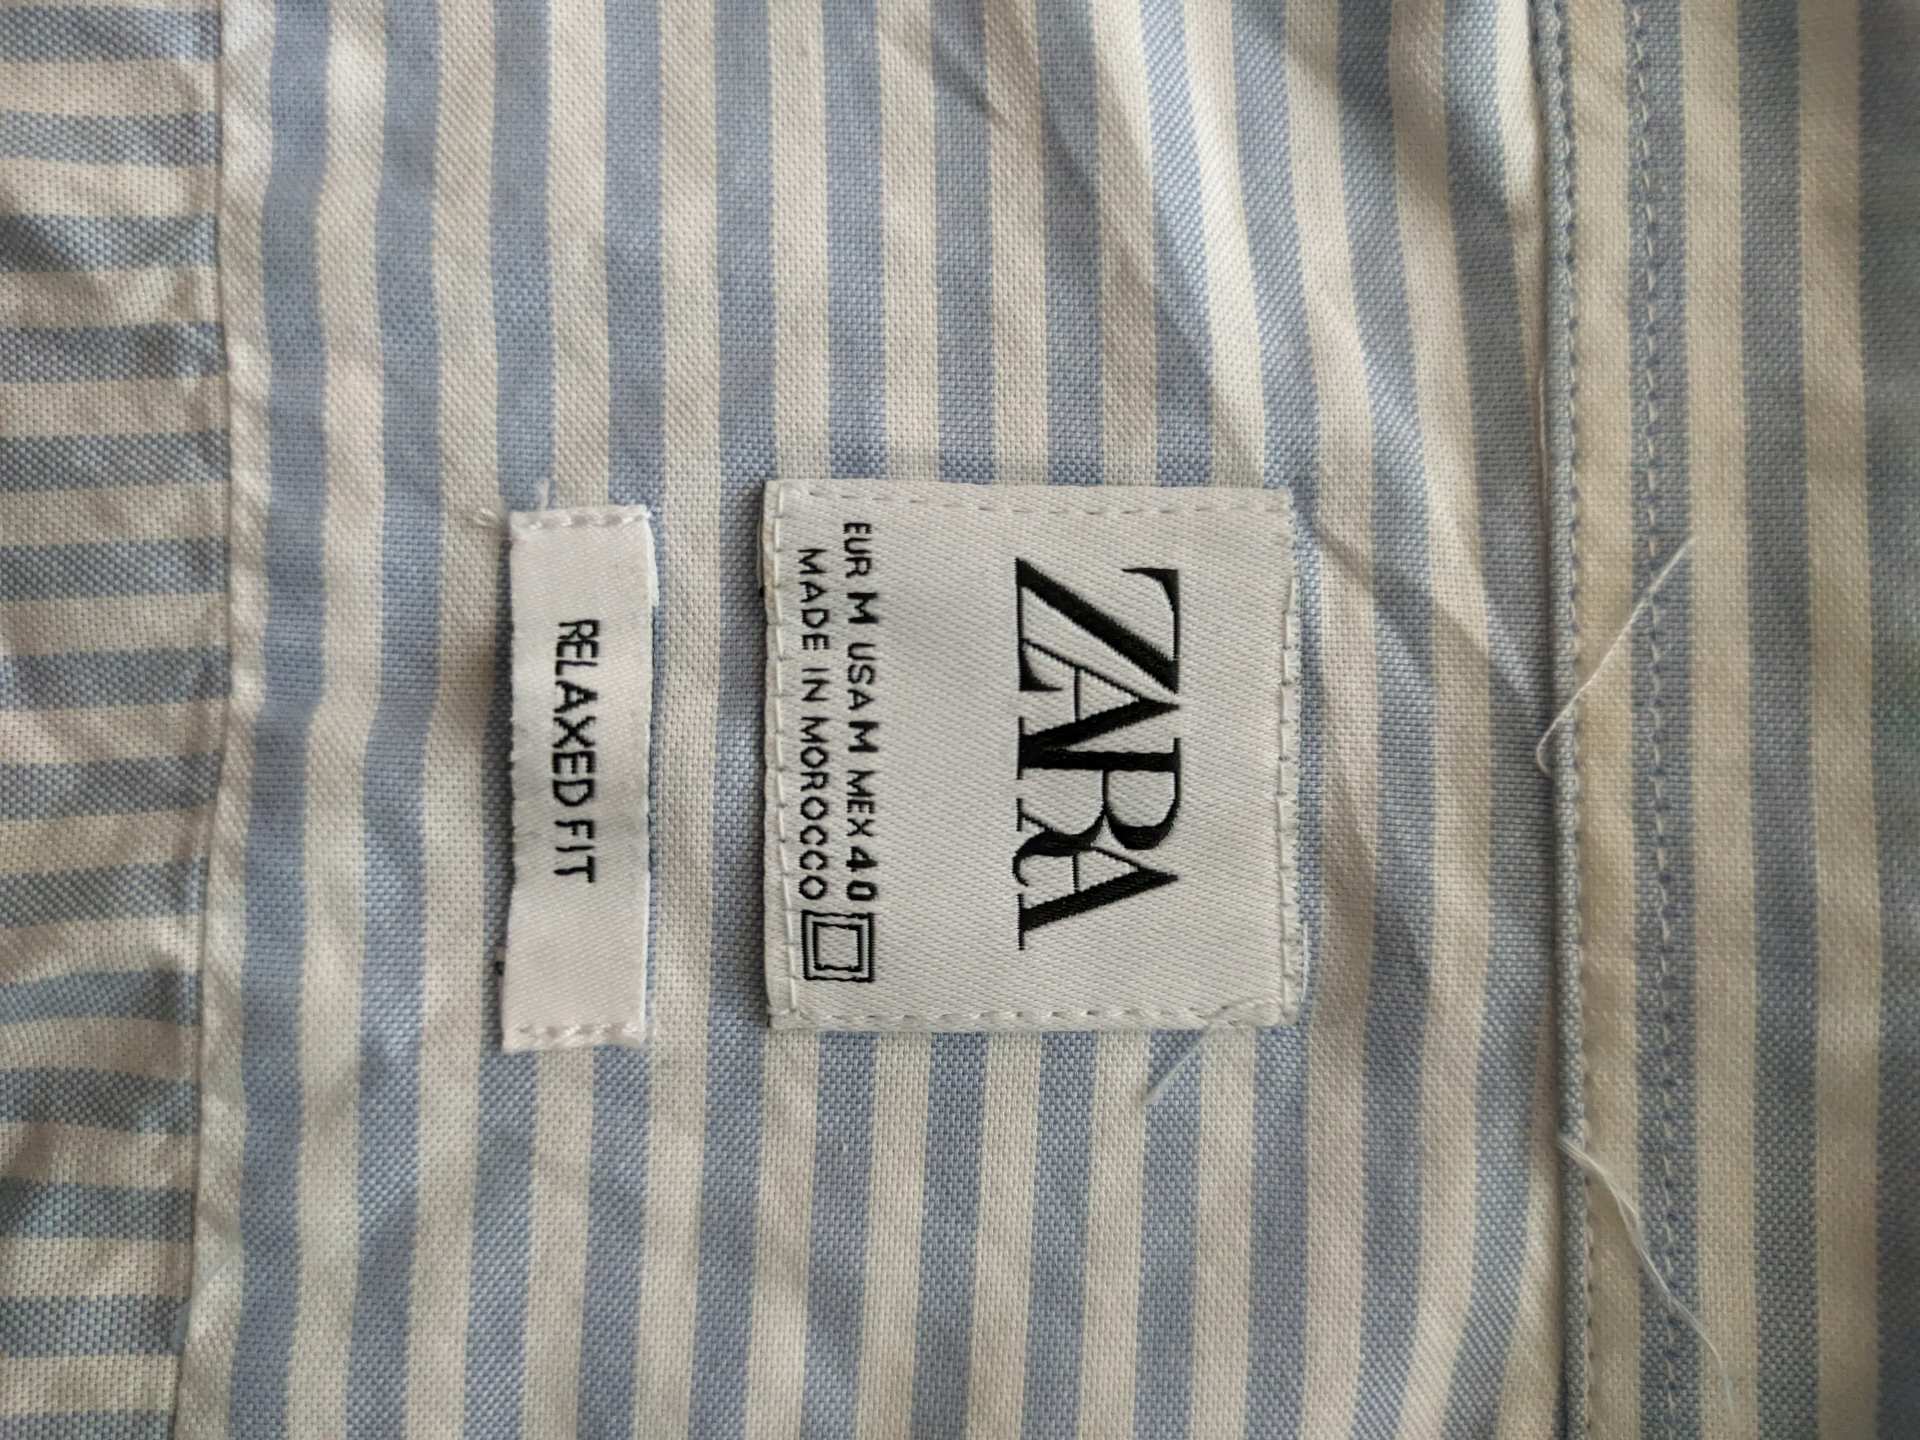 ZARA
EUR M USA M MEX 40
MADE IN MOROCCO
RELAXED FIT